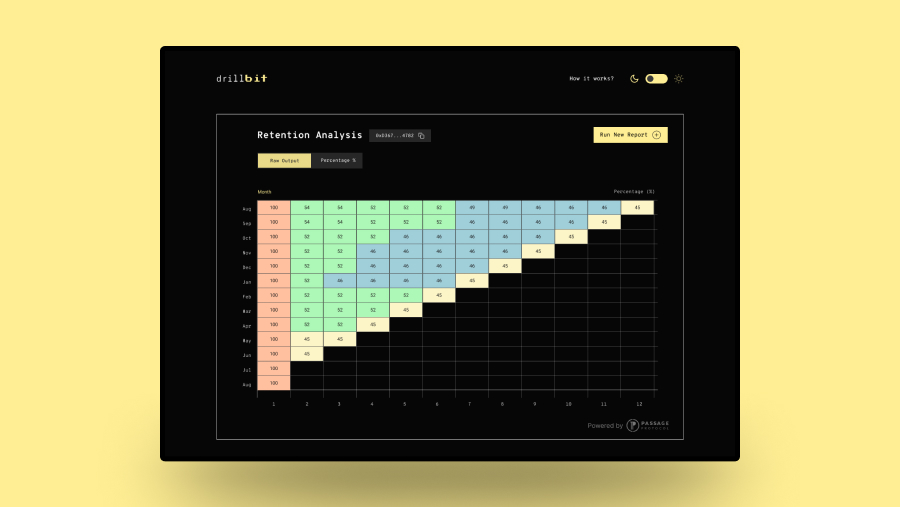 drillbit
How it works?
Retention Analysis
0xD367...4782
Run New Report
Raw Output
Percentage %
Month
Percentage (%)
Aug 100 54 54 52 52 52 49 49 46 46 46 45
Sep 100 54 54 52 52 52 46 46 46 46 45
Oct 100 52 52 52 46 46 46 46 46 45
Nov 100 52 52 46 46 46 46 46 45
Dec 100 52 52 46 46 46 46 45
Jan 100 52 46 46 46 46 45
Feb 100 52 52 52 52 45
Mar 100 52 52 52 45
Apr 100 52 52 45
May 100 45 45
Jun 100 45
Jul 100
Aug 100
1 2 3 4 5 6 7 8 9 10 11 12
Powered by PASSAGE
PROTOCOL